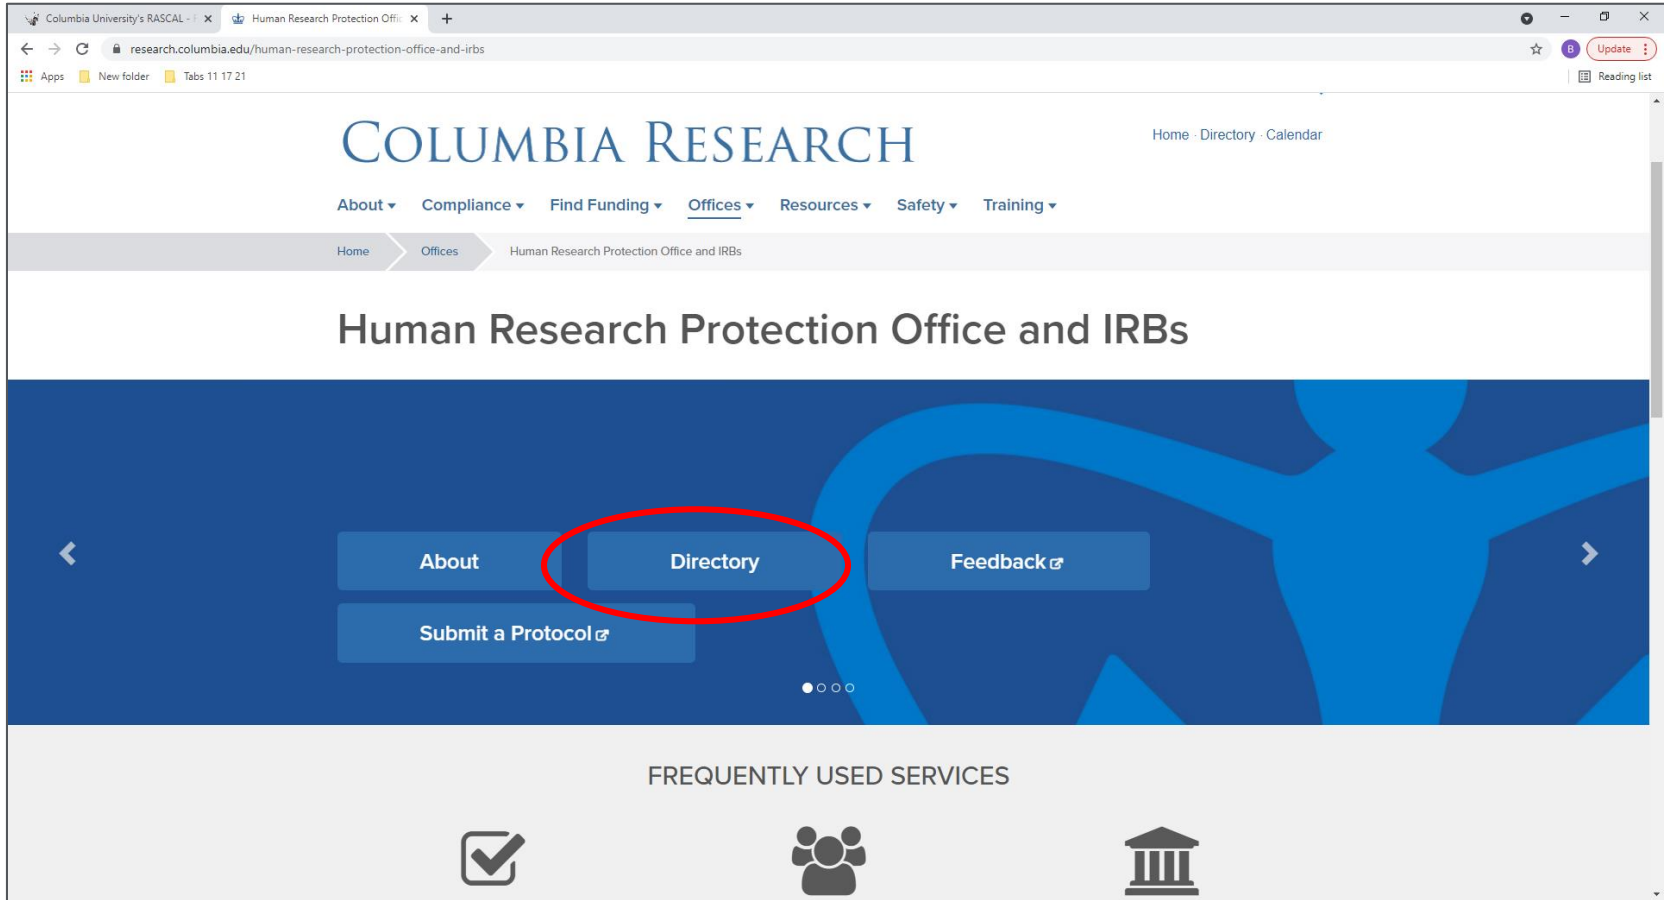 Columbia University's RASCAL -
Human Research Protection Offic
research.columbia.edu/human-research-protection-office-and-irbs
B
Update
Apps
New folder
Tabs 11 17 21
Reading list
COLUMBIA RESEARCH
Home · Directory · Calendar
About
Compliance
Find Funding
Offices
Resources
Safety
Training
Home
Offices
Human Research Protection Office and IRBs
Human Research Protection Office and IRBs
About
Directory
Feedback
Submit a Protocol
FREQUENTLY USED SERVICES